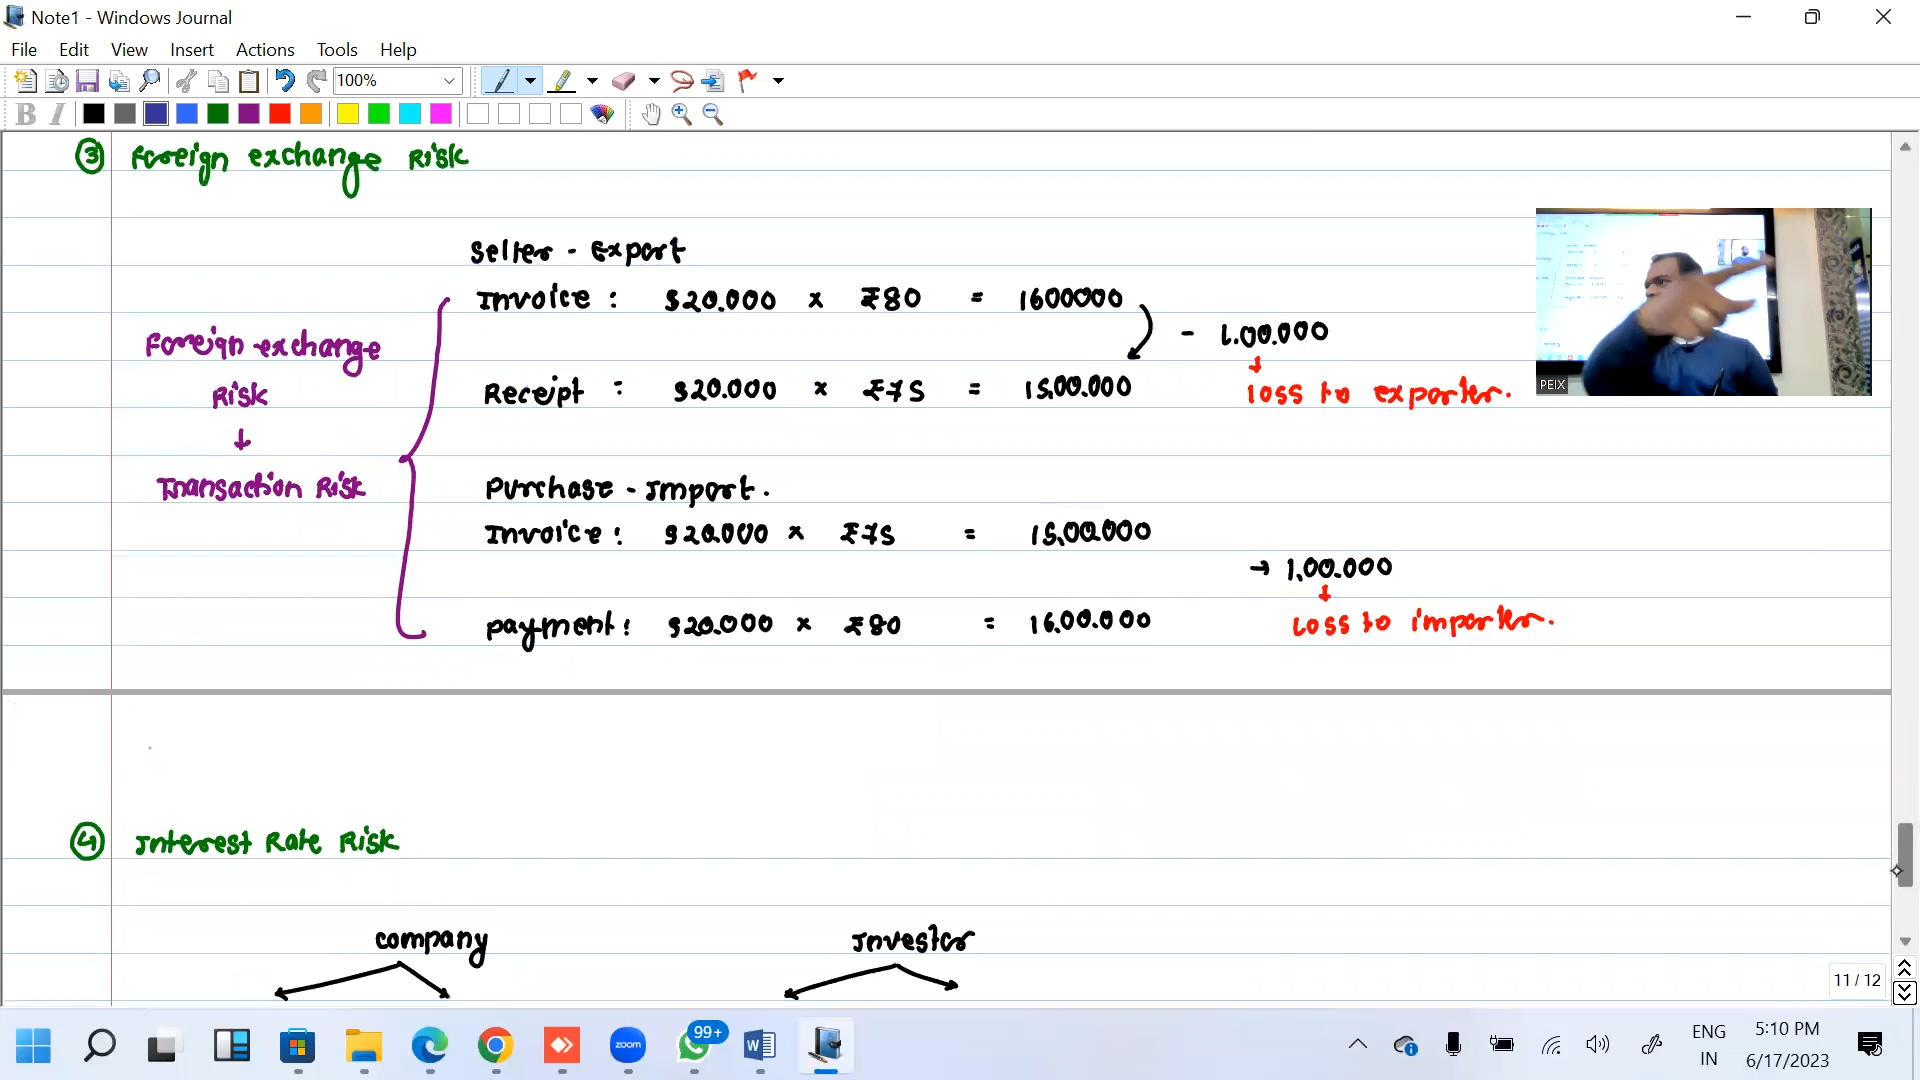 Note1 - Windows Journal
File Edit View Insert Actions Tools Help
100%
B I
③ Foreign exchange Risk
Seller - Export
Invoice : $20.000 x ₹80 = 1600000
- 1.00.000
Receipt : $20.000 x ₹75 = 15.00.000
loss to exporter.
Foreign exchange
Risk
Transaction Risk
Purchase - Import.
Invoice : $20.000 x ₹75 = 15,00.000
→ 1.00.000
payment : $20.000 x ₹80 = 16.00.000
Loss to importer.
PEIX
④ Interest Rate Risk
company Investor
11 / 12
99+
zoom
W
ENG
IN
5:10 PM
6/17/2023